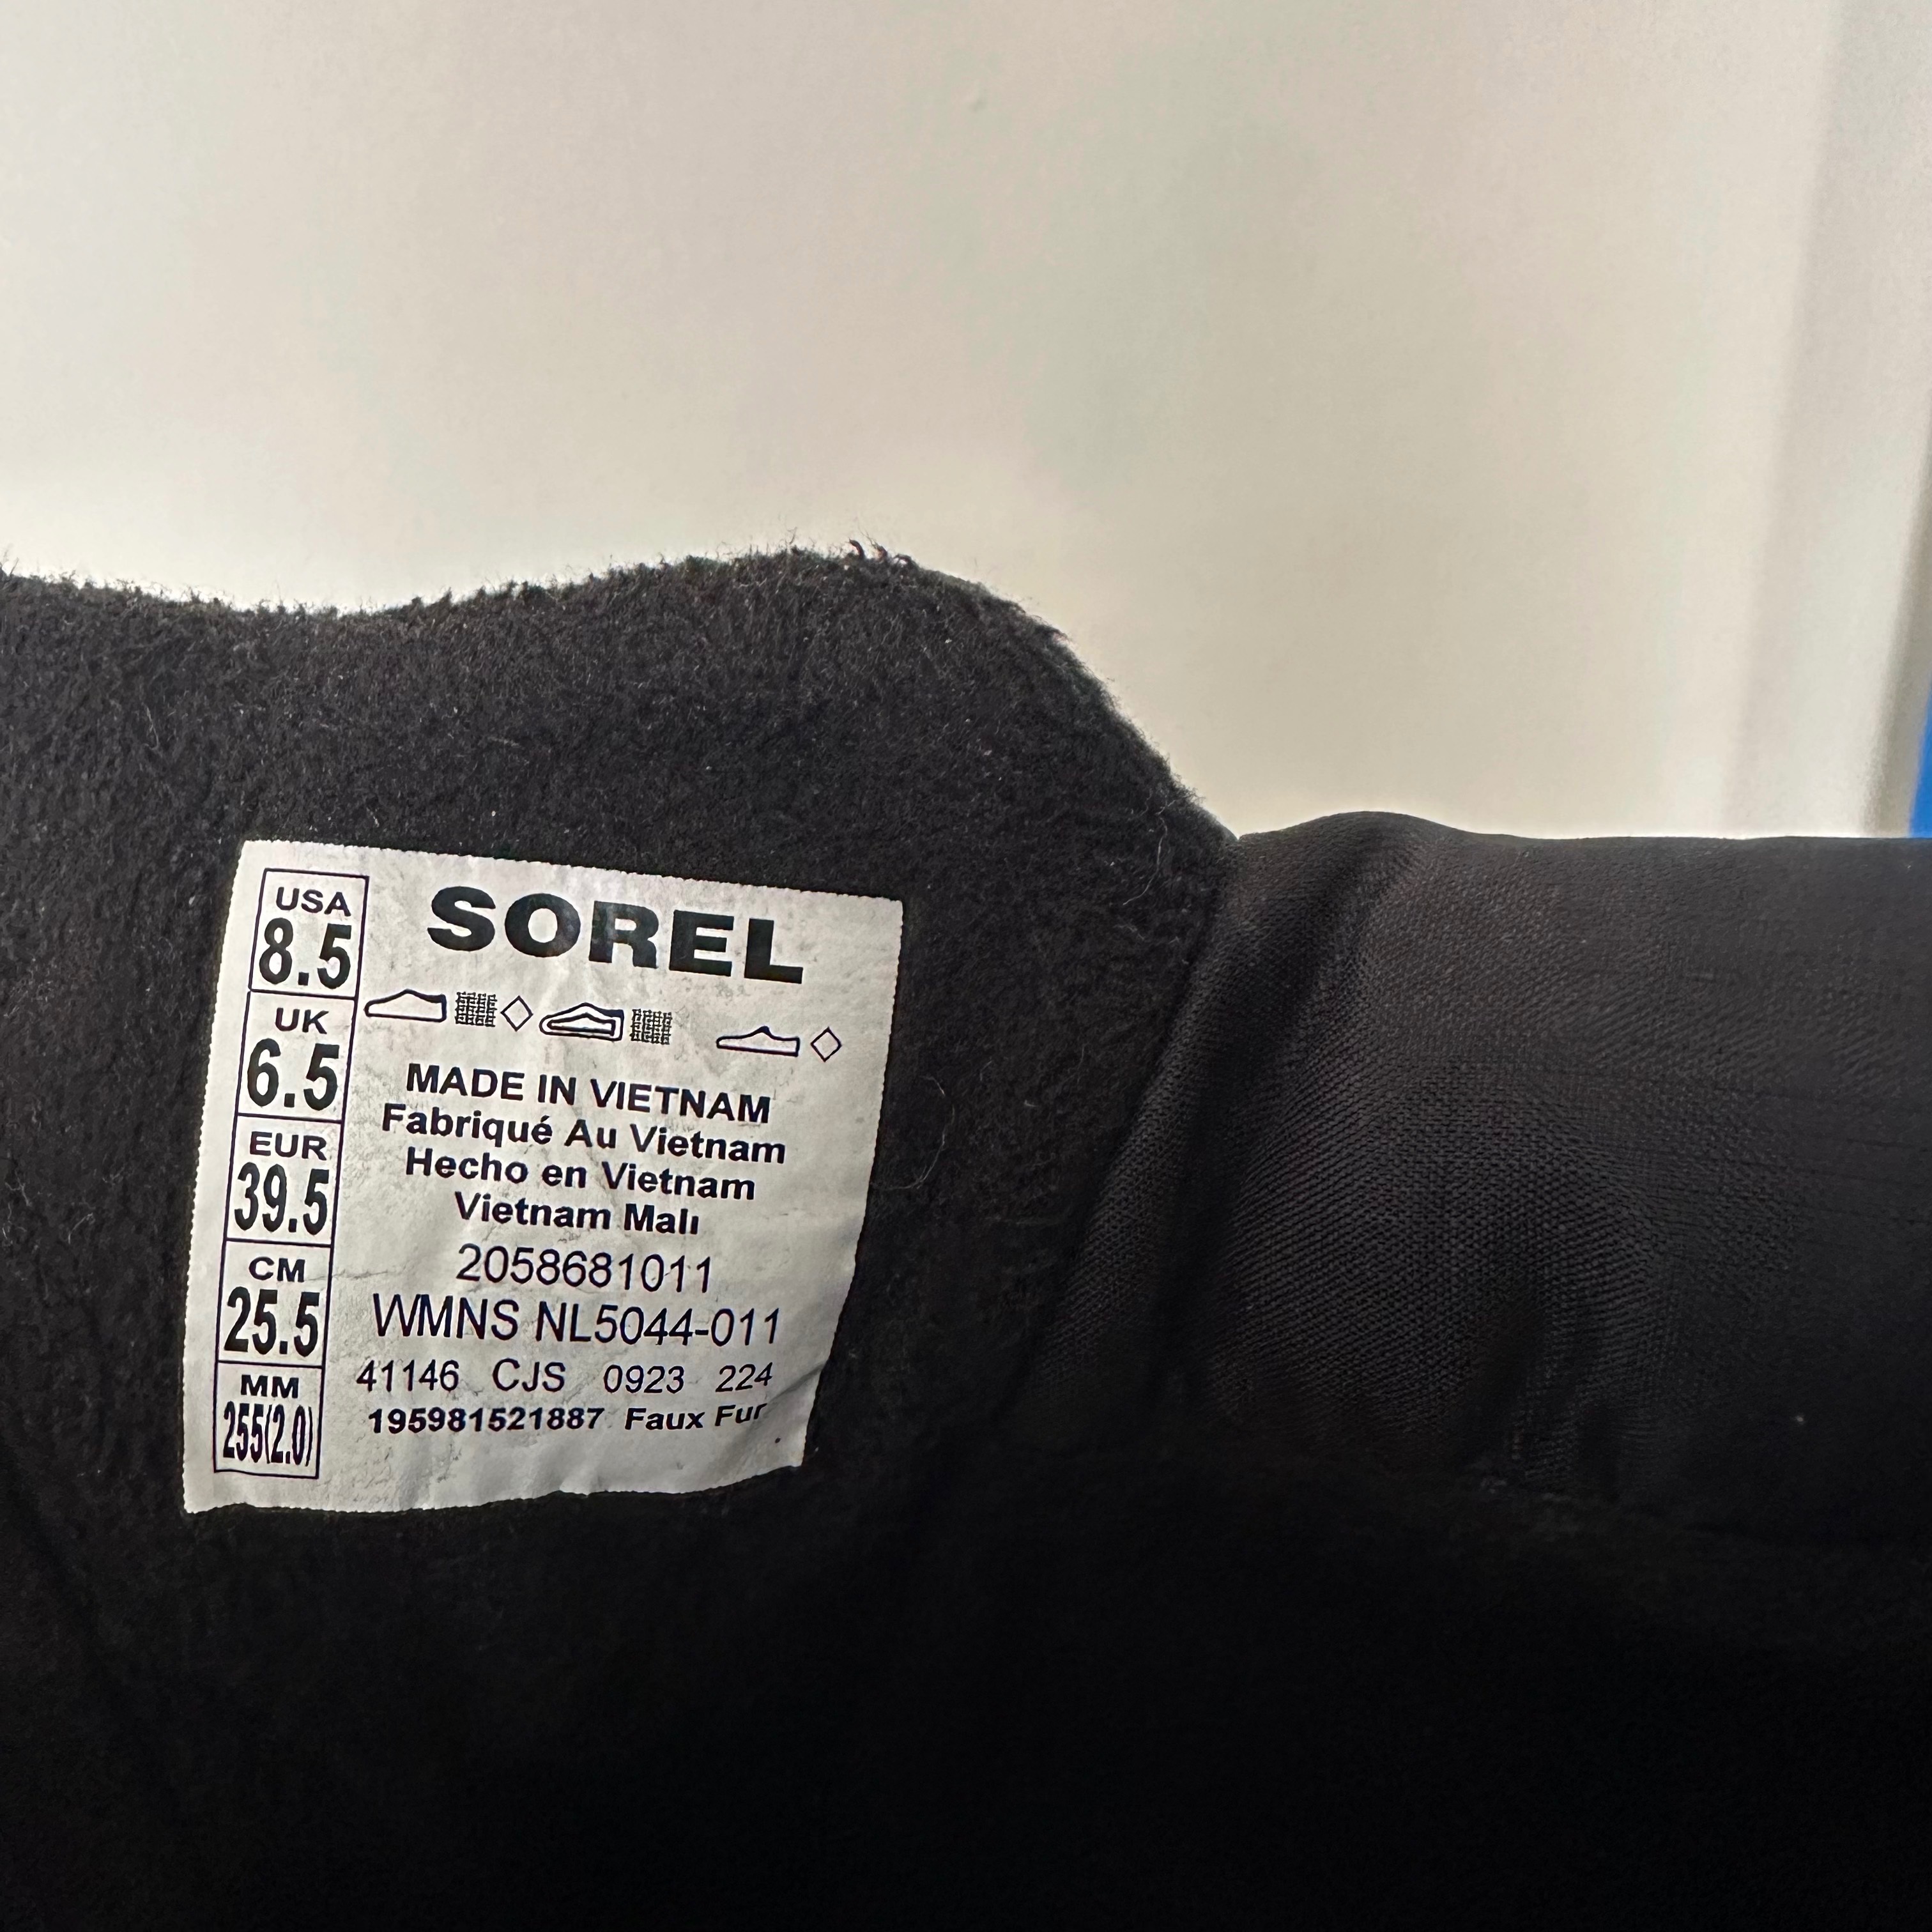 SOREL
USA
8.5
UK
6.5
EUR
39.5
CM
25.5
MM
255(2.0)
MADE IN VIETNAM
Fabriqué Au Vietnam
Hecho en Vietnam
Vietnam Malı
2058681011
WMNS NL5044-011
41146 CJS 0923 224
195981521887 Faux Fur